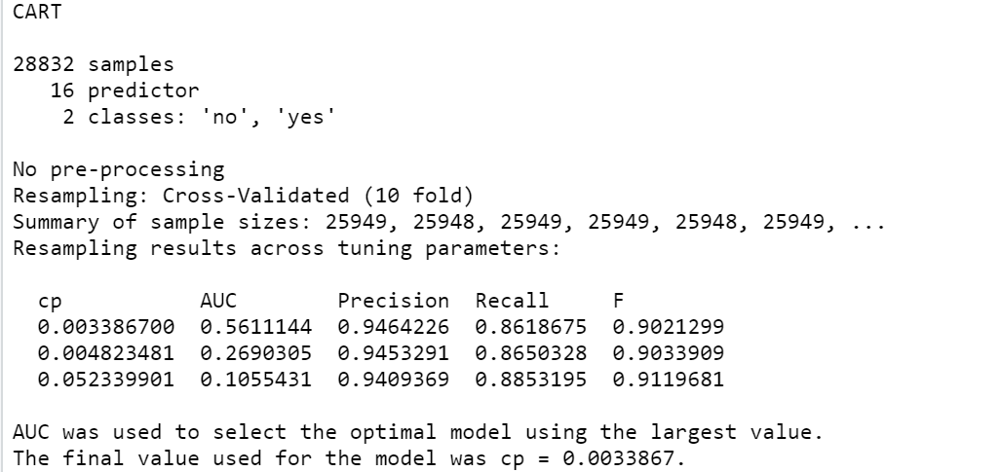 CART
28832 samples
16 predictor
2 classes: 'no', 'yes'
No pre-processing
Resampling: Cross-Validated (10 fold)
Summary of sample sizes: 25949, 25948, 25949, 25949, 25948, 25949, ...
Resampling results across tuning parameters:
cp AUC Precision Recall F
0.003386700 0.5611144 0.9464226 0.8618675 0.9021299
0.004823481 0.2690305 0.9453291 0.8650328 0.9033909
0.052339901 0.1055431 0.9409369 0.8853195 0.9119681
AUC was used to select the optimal model using the largest value.
The final value used for the model was cp = 0.0033867.